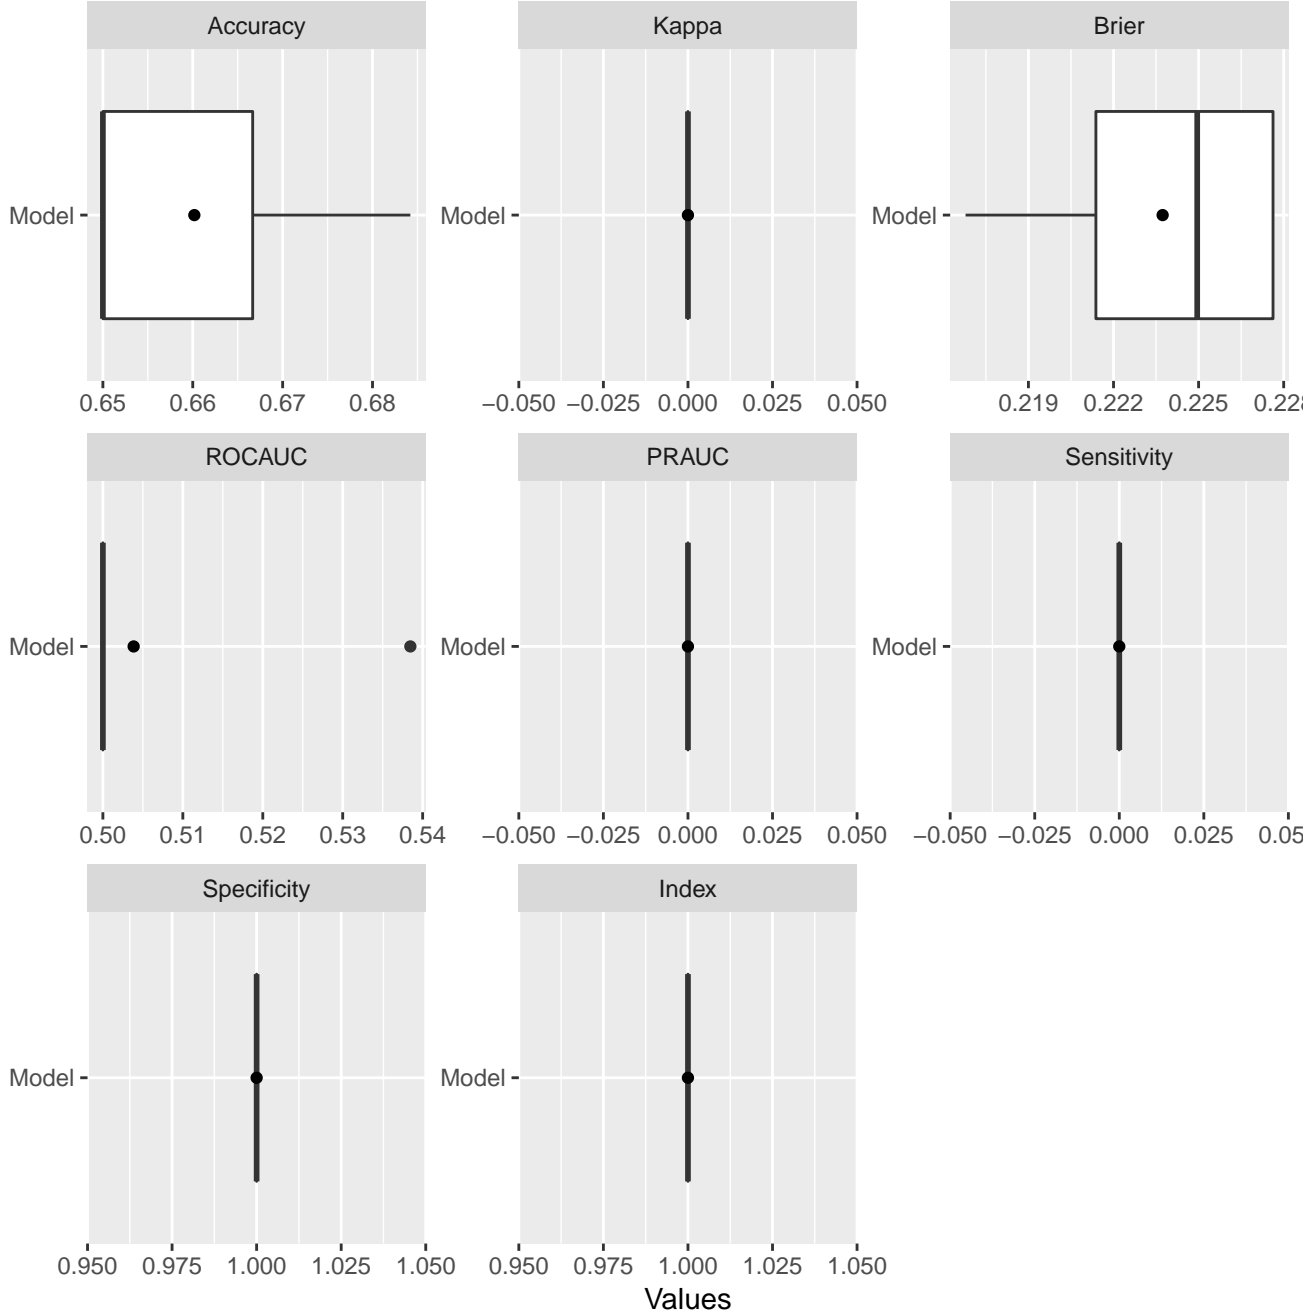 Accuracy
Kappa
Brier
Model
Model
Model
0.65 0.66 0.67 0.68
−0.050 −0.025 0.000 0.025 0.050
0.219 0.222 0.225 0.228
ROCAUC
PRAUC
Sensitivity
Model
Model
Model
0.50 0.51 0.52 0.53 0.54
−0.050 −0.025 0.000 0.025 0.050
−0.050 −0.025 0.000 0.025 0.05
Specificity
Index
Model
Model
0.950 0.975 1.000 1.025 1.050
0.950 0.975 1.000 1.025 1.050
Values